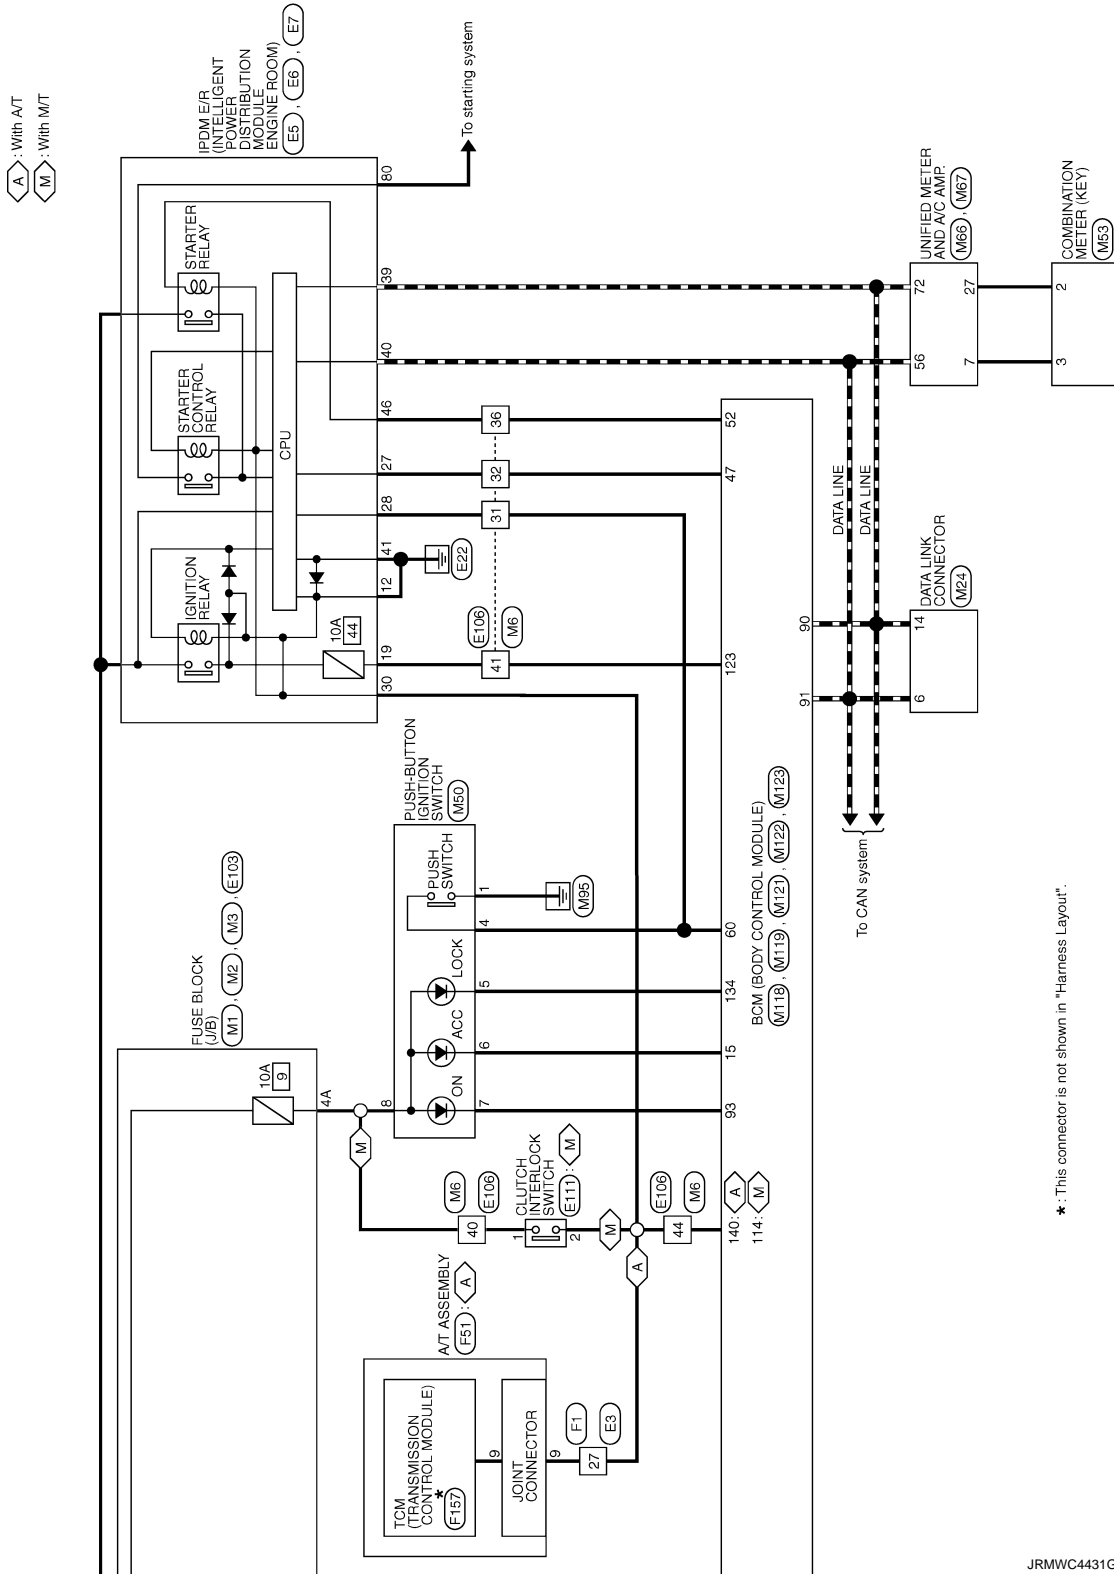 A : With A/T
M : With M/T
IPDM E/R
(INTELLIGENT
POWER
DISTRIBUTION
MODULE
ENGINE ROOM)
E5 , E6 , E7
STARTER
RELAY
STARTER
CONTROL
RELAY
IGNITION
RELAY
CPU
10A
44
80
39
40
46
27
28
41
12
19
30
To starting system
E22
36
32
31
41
E106
M6
UNIFIED METER
AND A/C AMP.
M66 , M67
72
56
27
7
COMBINATION
METER (KEY)
M53
2
3
DATA LINE
DATA LINE
DATA LINK
CONNECTOR
M24
14
6
90
91
To CAN system
52
47
123
60
134
15
93
140: A
114: M
BCM (BODY CONTROL MODULE)
M118 , M119 , M121 , M122 , M123
FUSE BLOCK
(J/B)
M1 , M2 , M3 , E103
10A
9
4A
PUSH-BUTTON
IGNITION
SWITCH
M50
PUSH
SWITCH
LOCK
ACC
ON
8
1
4
5
6
7
M95
M
M6
E106
40
CLUTCH
INTERLOCK
SWITCH
E111 : M
1
2
M
A
E106
M6
44
A/T ASSEMBLY
F51 : A
TCM
(TRANSMISSION
CONTROL MODULE)
*
F157
9
JOINT
CONNECTOR
9
F1
E3
27
* : This connector is not shown in "Harness Layout".
JRMWC4431G